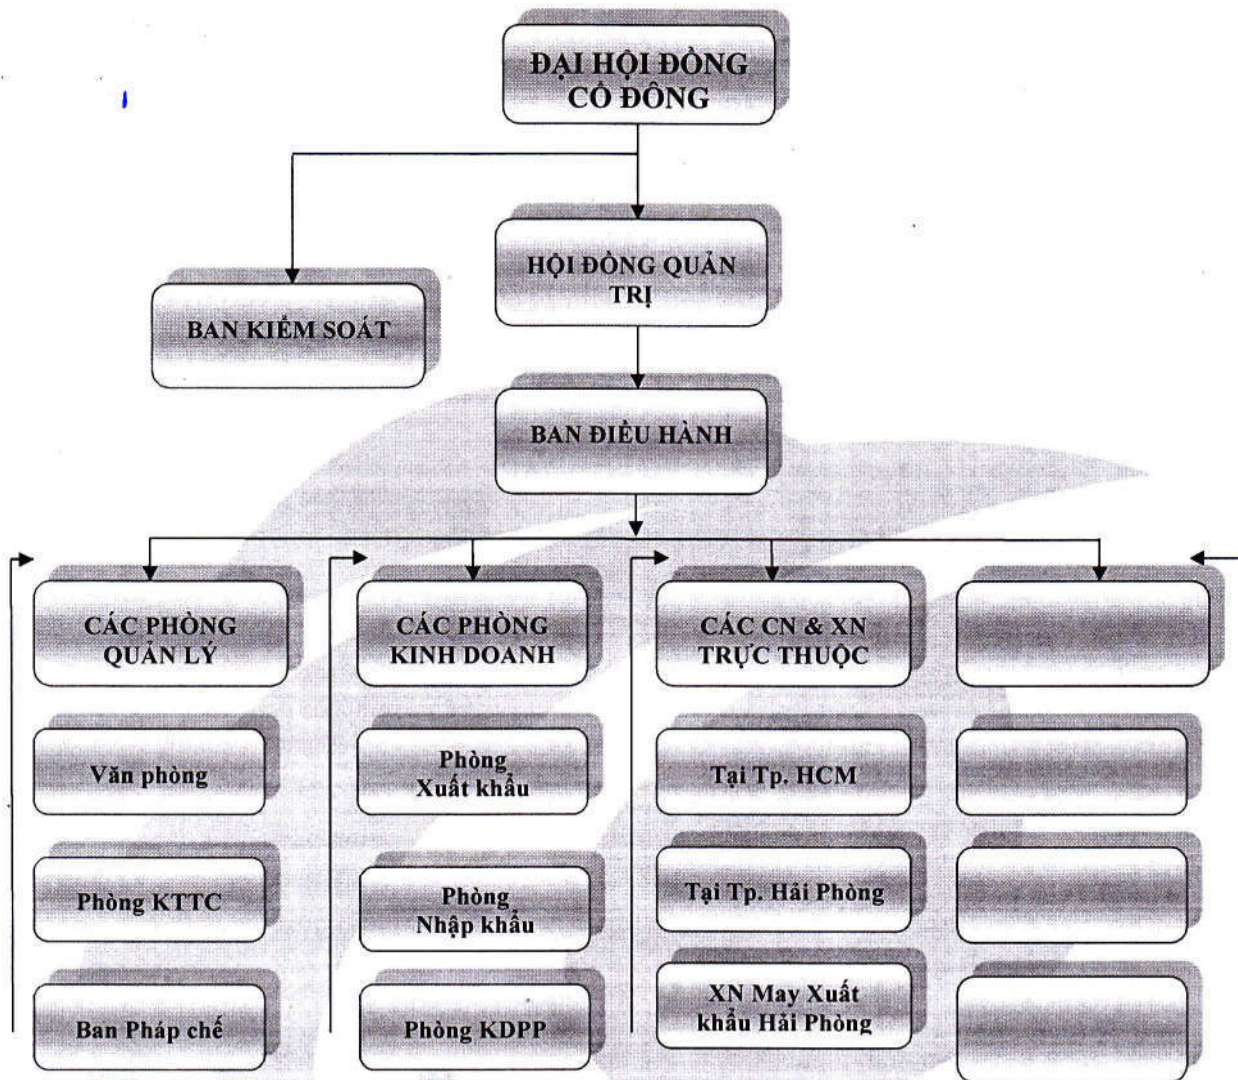 ĐẠI HỘI ĐỒNG
CỔ ĐÔNG
HỘI ĐỒNG QUẢN
TRỊ
BAN KIỂM SOÁT
BAN ĐIỀU HÀNH
CÁC PHÒNG
QUẢN LÝ
CÁC PHÒNG
KINH DOANH
CÁC CN & XN
TRỰC THUỘC
Văn phòng
Phòng
Xuất khẩu
Tại Tp. HCM
Phòng KTTC
Phòng
Nhập khẩu
Tại Tp. Hải Phòng
Ban Pháp chế
Phòng KDPP
XN May Xuất
khẩu Hải Phòng